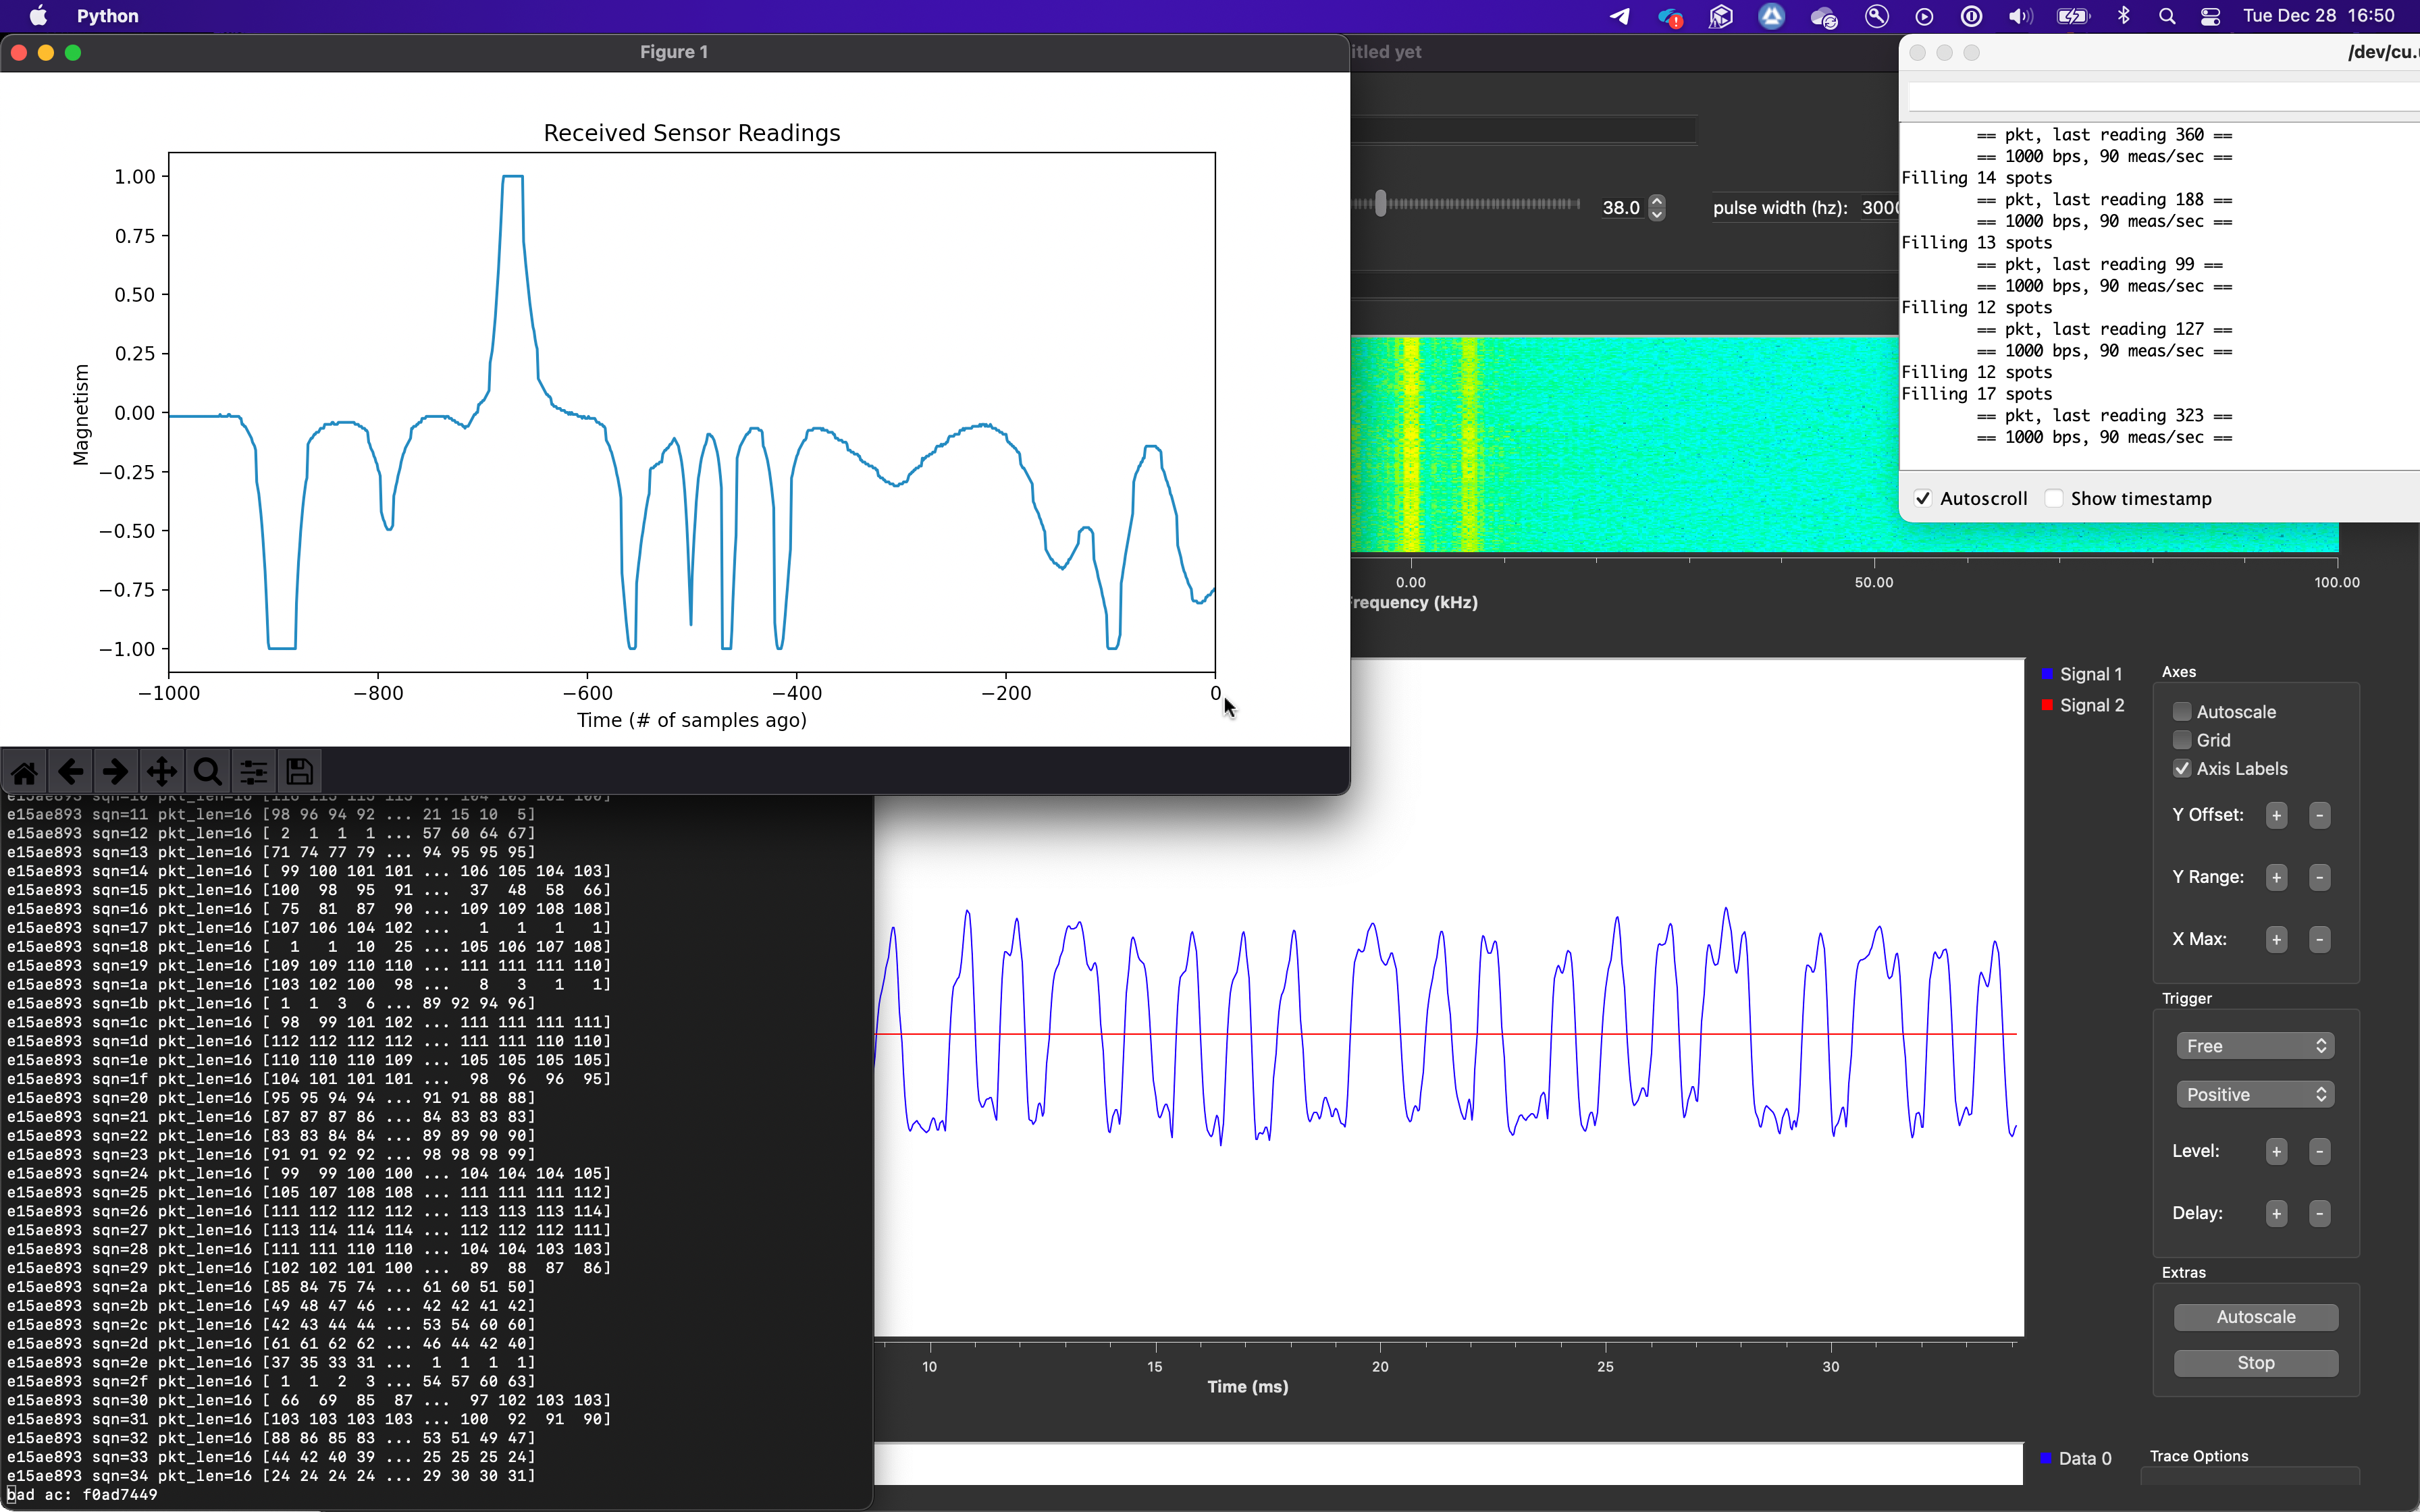 Python
Tue Dec 28 16:50
Figure 1
itled yet
/dev/cu.
Received Sensor Readings
1.00
0.75
0.50
0.25
0.00
−0.25
−0.50
−0.75
−1.00
Magnetism
−1000 −800 −600 −400 −200 0
Time (# of samples ago)
38.0
pulse width (hz): 3000
== pkt, last reading 360 ==
== 1000 bps, 90 meas/sec ==
Filling 14 spots
== pkt, last reading 188 ==
== 1000 bps, 90 meas/sec ==
Filling 13 spots
== pkt, last reading 99 ==
== 1000 bps, 90 meas/sec ==
Filling 12 spots
== pkt, last reading 127 ==
== 1000 bps, 90 meas/sec ==
Filling 12 spots
Filling 17 spots
== pkt, last reading 323 ==
== 1000 bps, 90 meas/sec ==
Autoscroll Show timestamp
0.00 50.00 100.00
Frequency (kHz)
e15ae893 sqn=11 pkt_len=16 [98 96 94 92 ... 21 15 10  5]
e15ae893 sqn=12 pkt_len=16 [ 2  1  1  1 ... 57 60 64 67]
e15ae893 sqn=13 pkt_len=16 [71 74 77 79 ... 94 95 95 95]
e15ae893 sqn=14 pkt_len=16 [ 99 100 101 101 ... 106 105 104 103]
e15ae893 sqn=15 pkt_len=16 [100  98  95  91 ...  37  48  58  66]
e15ae893 sqn=16 pkt_len=16 [ 75  81  87  90 ... 109 109 108 108]
e15ae893 sqn=17 pkt_len=16 [107 106 104 102 ...   1   1   1   1]
e15ae893 sqn=18 pkt_len=16 [  1   1  10  25 ... 105 106 107 108]
e15ae893 sqn=19 pkt_len=16 [109 109 110 110 ... 111 111 111 110]
e15ae893 sqn=1a pkt_len=16 [103 102 100  98 ...   8   3   1   1]
e15ae893 sqn=1b pkt_len=16 [ 1  1  3  6 ... 89 92 94 96]
e15ae893 sqn=1c pkt_len=16 [ 98  99 101 102 ... 111 111 111 111]
e15ae893 sqn=1d pkt_len=16 [112 112 112 112 ... 111 111 110 110]
e15ae893 sqn=1e pkt_len=16 [110 110 110 109 ... 105 105 105 105]
e15ae893 sqn=1f pkt_len=16 [104 101 101 101 ...  98  96  96  95]
e15ae893 sqn=20 pkt_len=16 [95 95 94 94 ... 91 91 88 88]
e15ae893 sqn=21 pkt_len=16 [87 87 87 86 ... 84 83 83 83]
e15ae893 sqn=22 pkt_len=16 [83 83 84 84 ... 89 89 90 90]
e15ae893 sqn=23 pkt_len=16 [91 91 92 92 ... 98 98 98 99]
e15ae893 sqn=24 pkt_len=16 [ 99  99 100 100 ... 104 104 104 105]
e15ae893 sqn=25 pkt_len=16 [105 107 108 108 ... 111 111 111 112]
e15ae893 sqn=26 pkt_len=16 [111 112 112 112 ... 113 113 113 114]
e15ae893 sqn=27 pkt_len=16 [113 114 114 114 ... 112 112 112 111]
e15ae893 sqn=28 pkt_len=16 [111 111 110 110 ... 104 104 103 103]
e15ae893 sqn=29 pkt_len=16 [102 102 101 100 ...  89  88  87  86]
e15ae893 sqn=2a pkt_len=16 [85 84 75 74 ... 61 60 51 50]
e15ae893 sqn=2b pkt_len=16 [49 48 47 46 ... 42 42 41 42]
e15ae893 sqn=2c pkt_len=16 [42 43 44 44 ... 53 54 60 60]
e15ae893 sqn=2d pkt_len=16 [61 61 62 62 ... 46 44 42 40]
e15ae893 sqn=2e pkt_len=16 [37 35 33 31 ...  1  1  1  1]
e15ae893 sqn=2f pkt_len=16 [ 1  1  2  3 ... 54 57 60 63]
e15ae893 sqn=30 pkt_len=16 [ 66  69  85  87 ...  97 102 103 103]
e15ae893 sqn=31 pkt_len=16 [103 103 103 103 ... 100  92  91  90]
e15ae893 sqn=32 pkt_len=16 [88 86 85 83 ... 53 51 49 47]
e15ae893 sqn=33 pkt_len=16 [44 42 40 39 ... 25 25 25 24]
e15ae893 sqn=34 pkt_len=16 [24 24 24 24 ... 29 30 30 31]
bad ac: f0ad7449
10 15 20 25 30
Time (ms)
Signal 1
Signal 2
Axes
Autoscale
Grid
Axis Labels
Y Offset: + -
Y Range: + -
X Max: + -
Trigger
Free
Positive
Level: + -
Delay: + -
Extras
Autoscale
Stop
Data 0
Trace Options